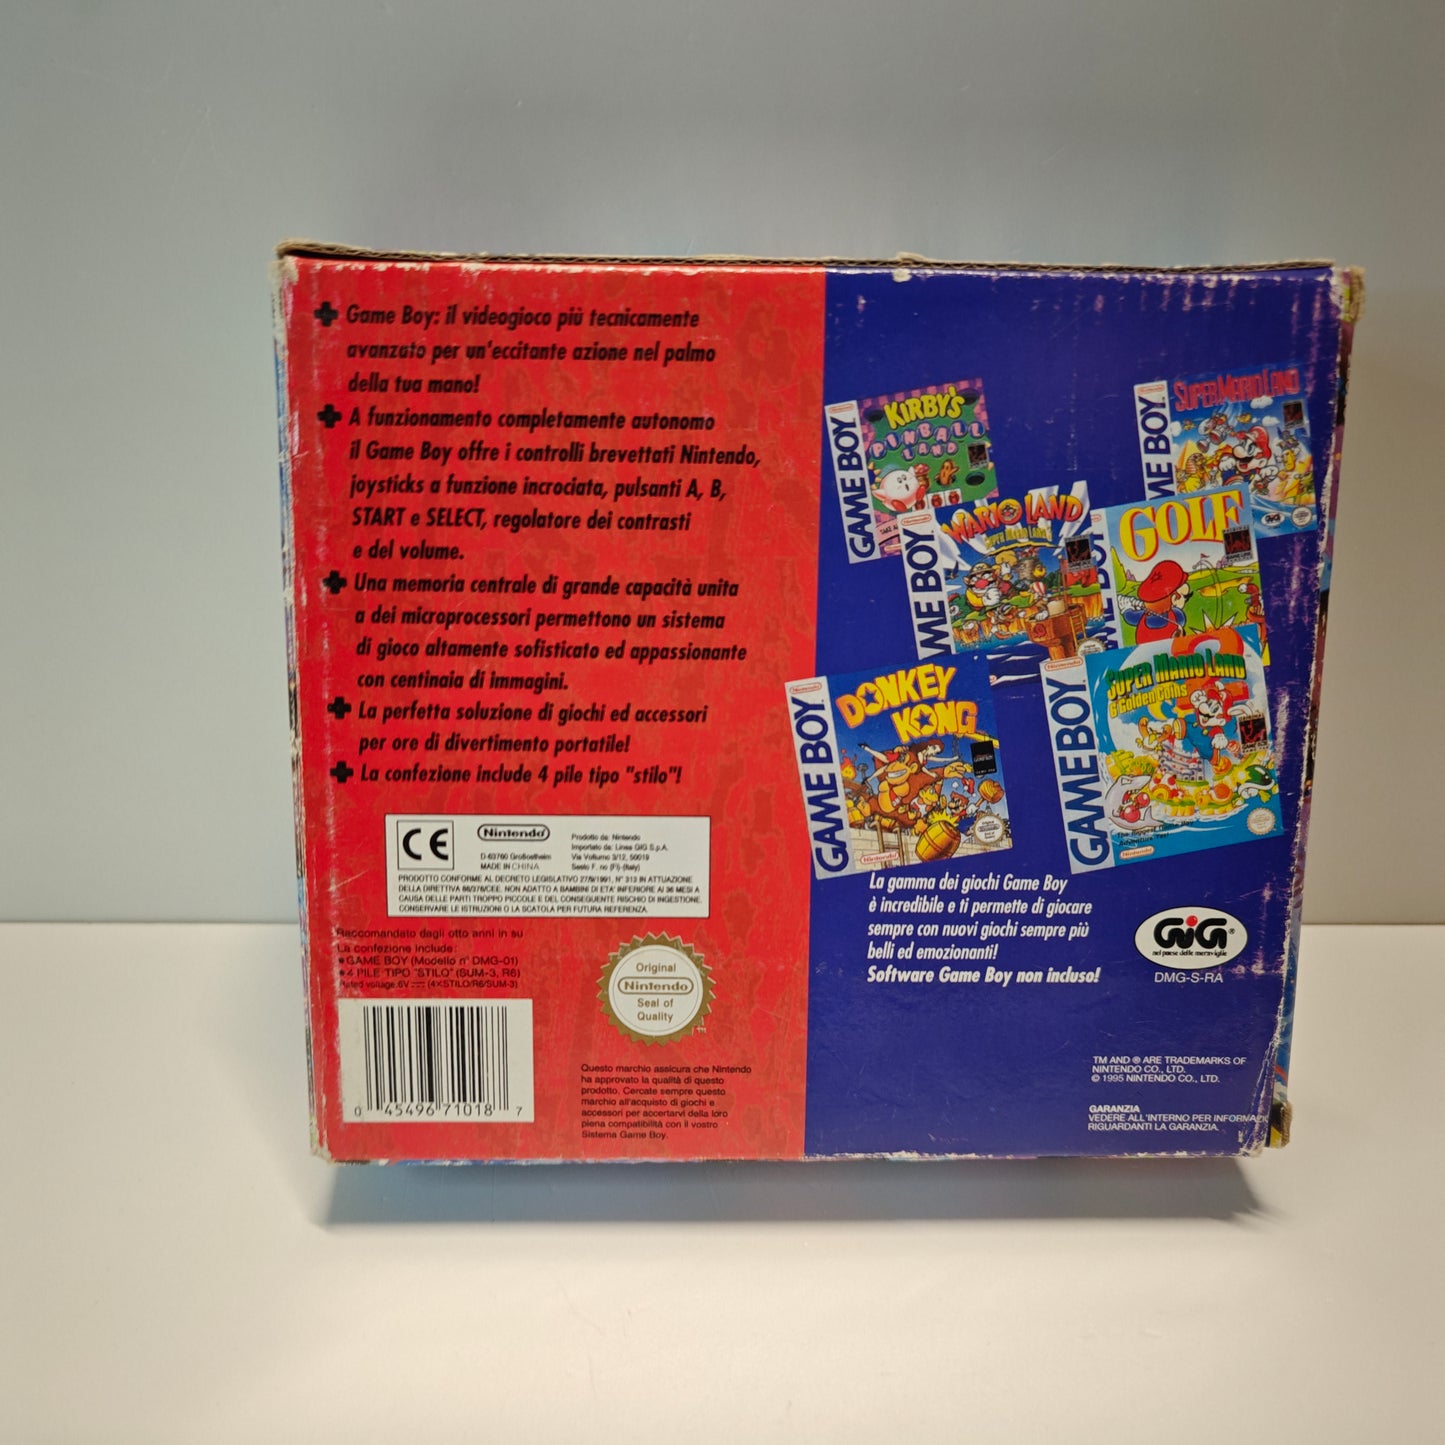 Game Boy: il videogioco più tecnicamente
avanzato per un'eccitante azione nel palmo
della tua mano!
A funzionamento completamente autonomo
il Game Boy offre i controlli brevettati Nintendo,
joysticks a funzione incrociata, pulsanti A, B,
START e SELECT, regolatore dei contrasti
e del volume.
Una memoria centrale di grande capacità unita
a dei microprocessori permettono un sistema
di gioco altamente sofisticato ed appassionante
con centinaia di immagini.
La perfetta soluzione di giochi ed accessori
per ore di divertimento portatile!
La confezione include 4 pile tipo "stilo"!
CE
Nintendo
D-63760 Großostheim
MADE IN CHINA
Prodotto da: Nintendo
Importato da: Linea GIG S.p.A.
Via Volturno 3/12, 50019
Sesto F. no (FI)-(Italy)
PRODOTTO CONFORME AL DECRETO LEGISLATIVO 27/9/1991, N° 313 IN ATTUAZIONE
DELLA DIRETTIVA 88/378/CEE. NON ADATTO A BAMBINI DI ETA' INFERIORE AI 36 MESI A
CAUSA DELLE PARTI TROPPO PICCOLE E DEL CONSEGUENTE RISCHIO DI INGESTIONE.
CONSERVARE LE ISTRUZIONI O LA SCATOLA PER FUTURA REFERENZA.
Raccomandato dagli otto anni in su
La confezione include:
GAME BOY (Modello n° DMG-01)
4 PILE TIPO "STILO" (SUM-3, R6)
Rated voltage 6V (4XSTILO/R6/SUM-3)
0 45496 71018 7
Original
Nintendo
Seal of
Quality
Questo marchio assicura che Nintendo
ha approvato la qualità di questo
prodotto. Cercate sempre questo
marchio all'acquisto di giochi e
accessori per accertarvi della loro
piena compatibilità con il vostro
Sistema Game Boy.
GAME BOY
KIRBY'S
PINBALL
LAND
GAME BOY
SUPER MARIO LAND
GAME BOY
WARIO LAND
SUPER MARIO LAND
GAME BOY
GOLF
GAME BOY
DONKEY
KONG
Nintendo
GAME BOY
SUPER MARIO LAND 2
6 Golden Coins
Nintendo
La gamma dei giochi Game Boy
è incredibile e ti permette di giocare
sempre con nuovi giochi sempre più
belli ed emozionanti!
Software Game Boy non incluso!
GiG®
nel paese delle meraviglie
DMG-S-RA
TM AND ® ARE TRADEMARKS OF
NINTENDO CO., LTD.
© 1995 NINTENDO CO., LTD.
GARANZIA
VEDERE ALL'INTERNO PER INFORMAZIO
RIGUARDANTI LA GARANZIA.